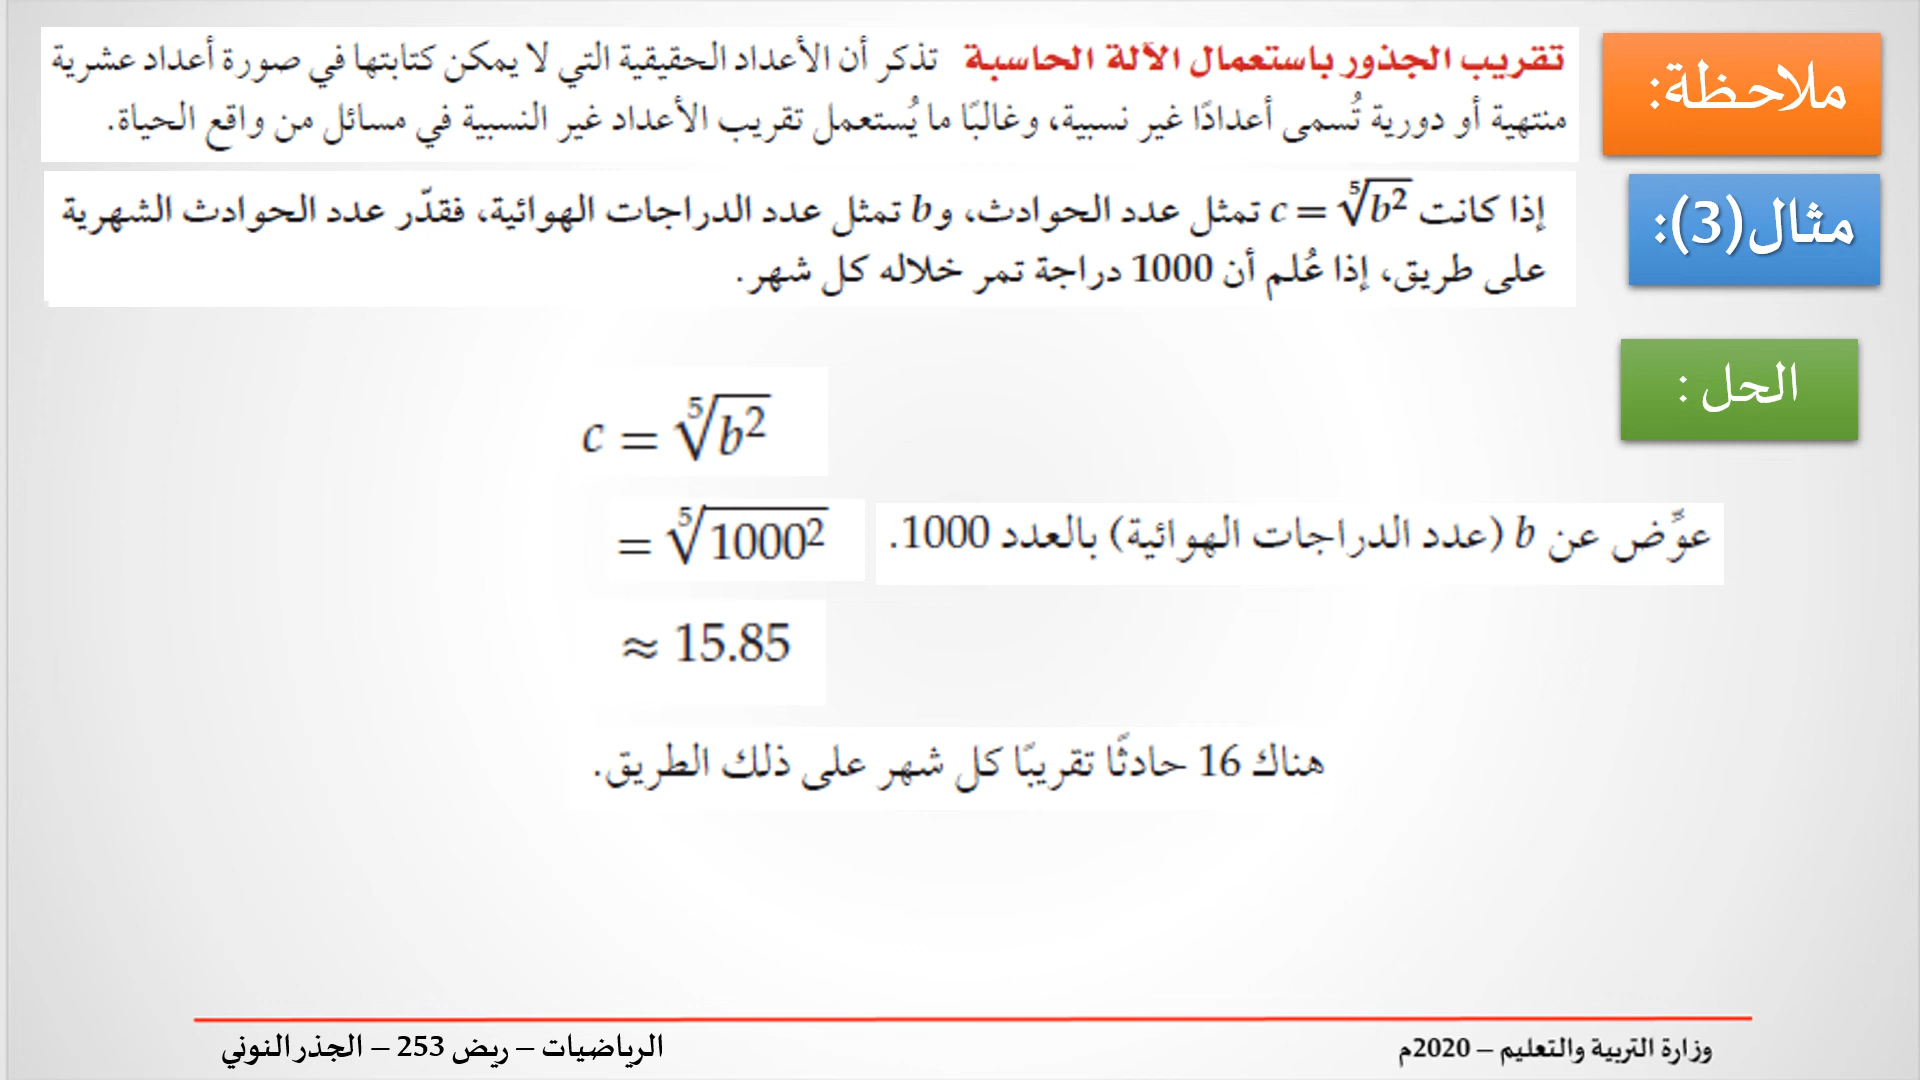 ملاحظة:
تقريب الجذور باستعمال الآلة الحاسبة تذكر أن الأعداد الحقيقية التي لا يمكن كتابتها في صورة أعداد عشرية
منتهية أو دورية تُسمى أعدادًا غير نسبية، وغالبًا ما يُستعمل تقريب الأعداد غير النسبية في مسائل من واقع الحياة.
مثال(3):
إذا كانت c = ⁵√b² تمثل عدد الحوادث، و b تمثل عدد الدراجات الهوائية، فقدّر عدد الحوادث الشهرية
على طريق، إذا عُلم أن 1000 دراجة تمر خلاله كل شهر.
الحل :
c = ⁵√b²
= ⁵√1000²
عوِّض عن b (عدد الدراجات الهوائية) بالعدد 1000.
≈ 15.85
هناك 16 حادثًا تقريبًا كل شهر على ذلك الطريق.
وزارة التربية والتعليم – 2020م
الرياضيات – ريض 253 – الجذر النوني